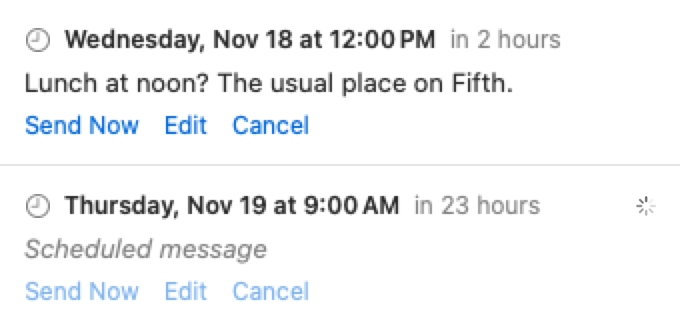 Wednesday, Nov 18 at 12:00 PM in 2 hours
Lunch at noon? The usual place on Fifth.
Send Now Edit Cancel
Thursday, Nov 19 at 9:00 AM in 23 hours
Scheduled message
Send Now Edit Cancel